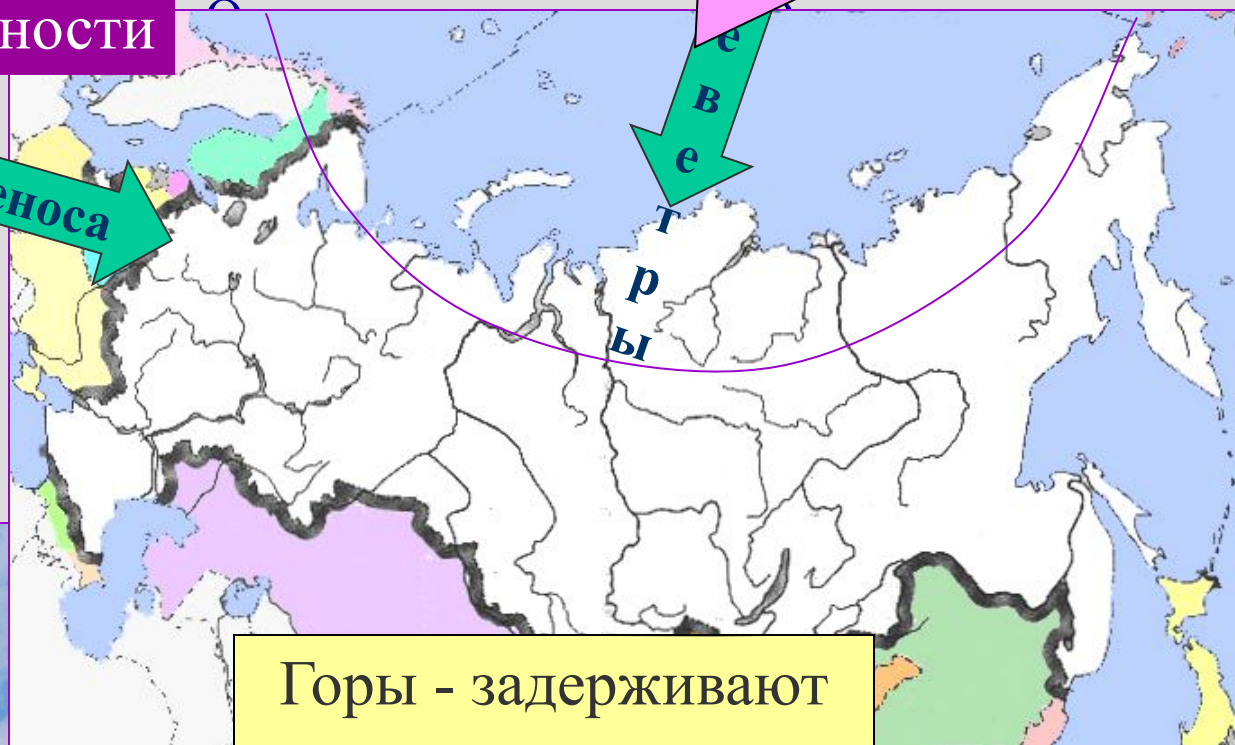 ности
еноса
е
в
е
т
р
ы
Горы - задерживают